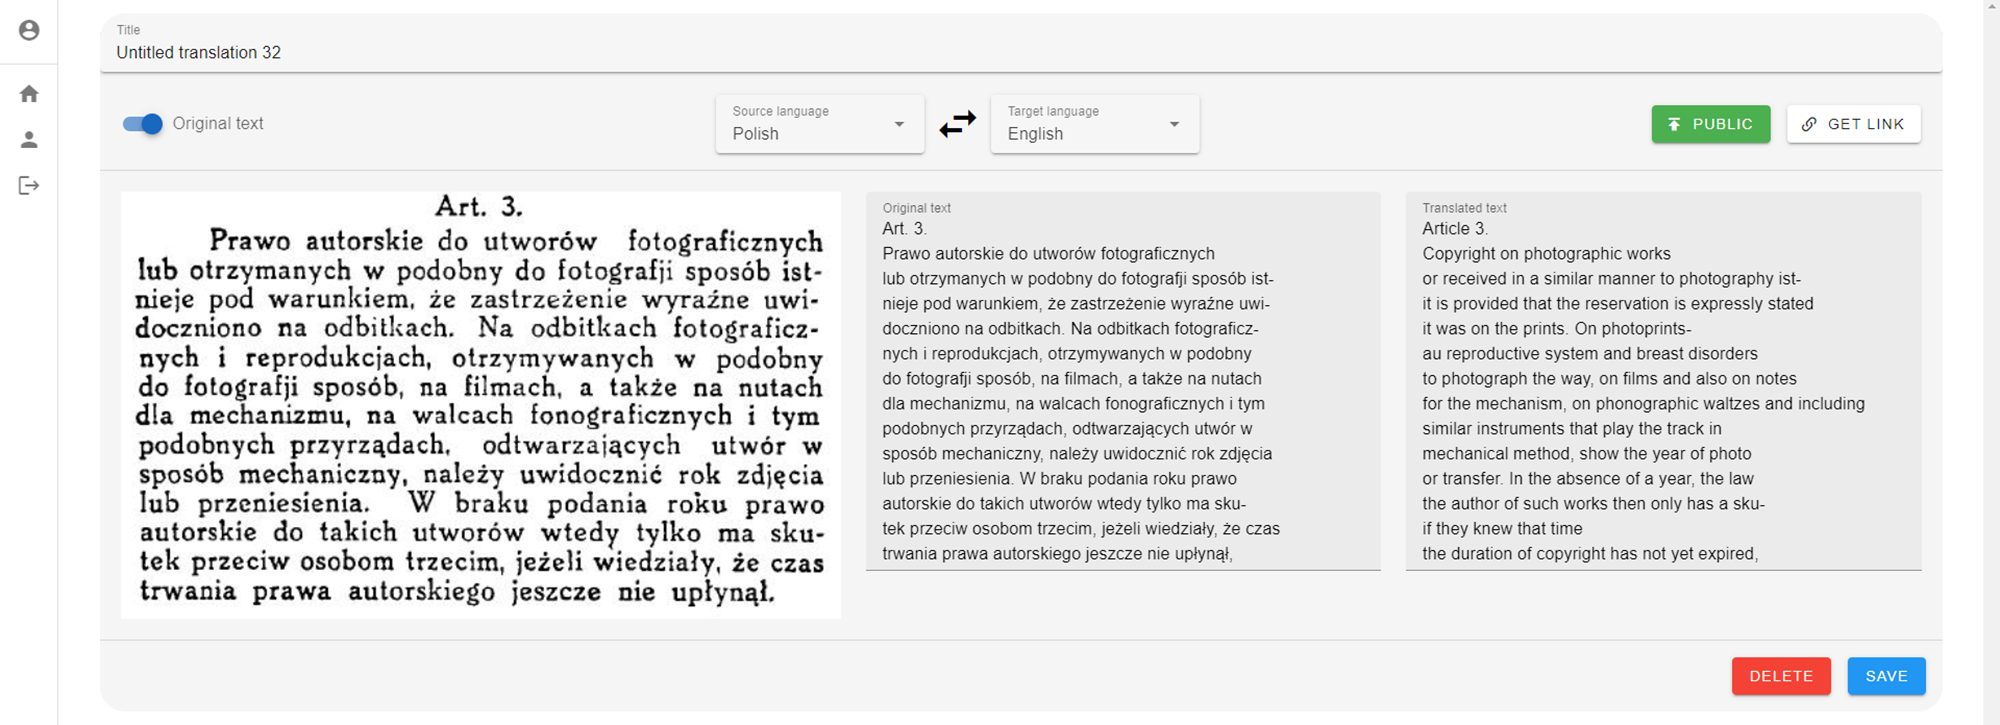 Title
Untitled translation 32
Original text
Source language
Polish
Target language
English
PUBLIC
GET LINK
Art. 3.
Prawo autorskie do utworów fotograficznych
lub otrzymanych w podobny do fotografji sposób ist-
nieje pod warunkiem, że zastrzeżenie wyraźne uwi-
doczniono na odbitkach. Na odbitkach fotograficz-
nych i reprodukcjach, otrzymywanych w podobny
do fotografji sposób, na filmach, a także na nutach
dla mechanizmu, na walcach fonograficznych i tym
podobnych przyrządach, odtwarzających utwór w
sposób mechaniczny, należy uwidocznić rok zdjęcia
lub przeniesienia. W braku podania roku prawo
autorskie do takich utworów wtedy tylko ma sku-
tek przeciw osobom trzecim, jeżeli wiedziały, że czas
trwania prawa autorskiego jeszcze nie upłynął.
Original text
Art. 3.
Prawo autorskie do utworów fotograficznych
lub otrzymanych w podobny do fotografji sposób ist-
nieje pod warunkiem, że zastrzeżenie wyraźne uwi-
doczniono na odbitkach. Na odbitkach fotograficz-
nych i reprodukcjach, otrzymywanych w podobny
do fotografji sposób, na filmach, a także na nutach
dla mechanizmu, na walcach fonograficznych i tym
podobnych przyrządach, odtwarzających utwór w
sposób mechaniczny, należy uwidocznić rok zdjęcia
lub przeniesienia. W braku podania roku prawo
autorskie do takich utworów wtedy tylko ma sku-
tek przeciw osobom trzecim, jeżeli wiedziały, że czas
trwania prawa autorskiego jeszcze nie upłynął,
Translated text
Article 3.
Copyright on photographic works
or received in a similar manner to photography ist-
it is provided that the reservation is expressly stated
it was on the prints. On photoprints-
au reproductive system and breast disorders
to photograph the way, on films and also on notes
for the mechanism, on phonographic waltzes and including
similar instruments that play the track in
mechanical method, show the year of photo
or transfer. In the absence of a year, the law
the author of such works then only has a sku-
if they knew that time
the duration of copyright has not yet expired,
DELETE
SAVE